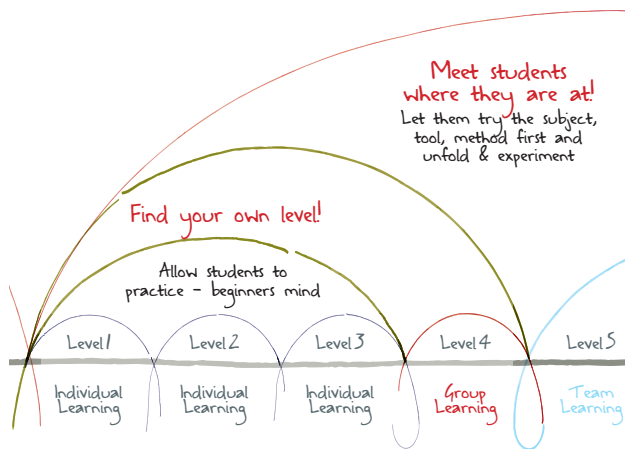 Meet students
where they are at!
Let them try the subject,
tool, method first and
unfold & experiment
Find your own level!
Allow students to
practice - beginners mind
Level 1
Level 2
Level 3
Level 4
Level 5
Individual
Learning
Individual
Learning
Individual
Learning
Group
Learning
Team
Learning